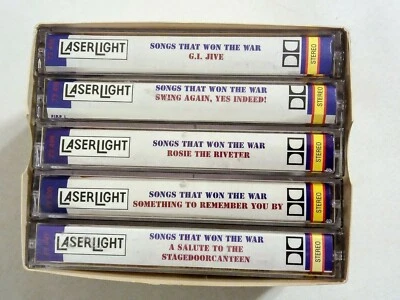 LASERLIGHT
SONGS THAT WON THE WAR
G.I. JIVE
STEREO
LASERLIGHT
SONGS THAT WON THE WAR
SWING AGAIN, YES INDEED!
STEREO
LASERLIGHT
SONGS THAT WON THE WAR
ROSIE THE RIVETER
STEREO
LASERLIGHT
SONGS THAT WON THE WAR
SOMETHING TO REMEMBER YOU BY
STEREO
LASERLIGHT
SONGS THAT WON THE WAR
A SALUTE TO THE
STAGEDOORCANTEEN
STEREO